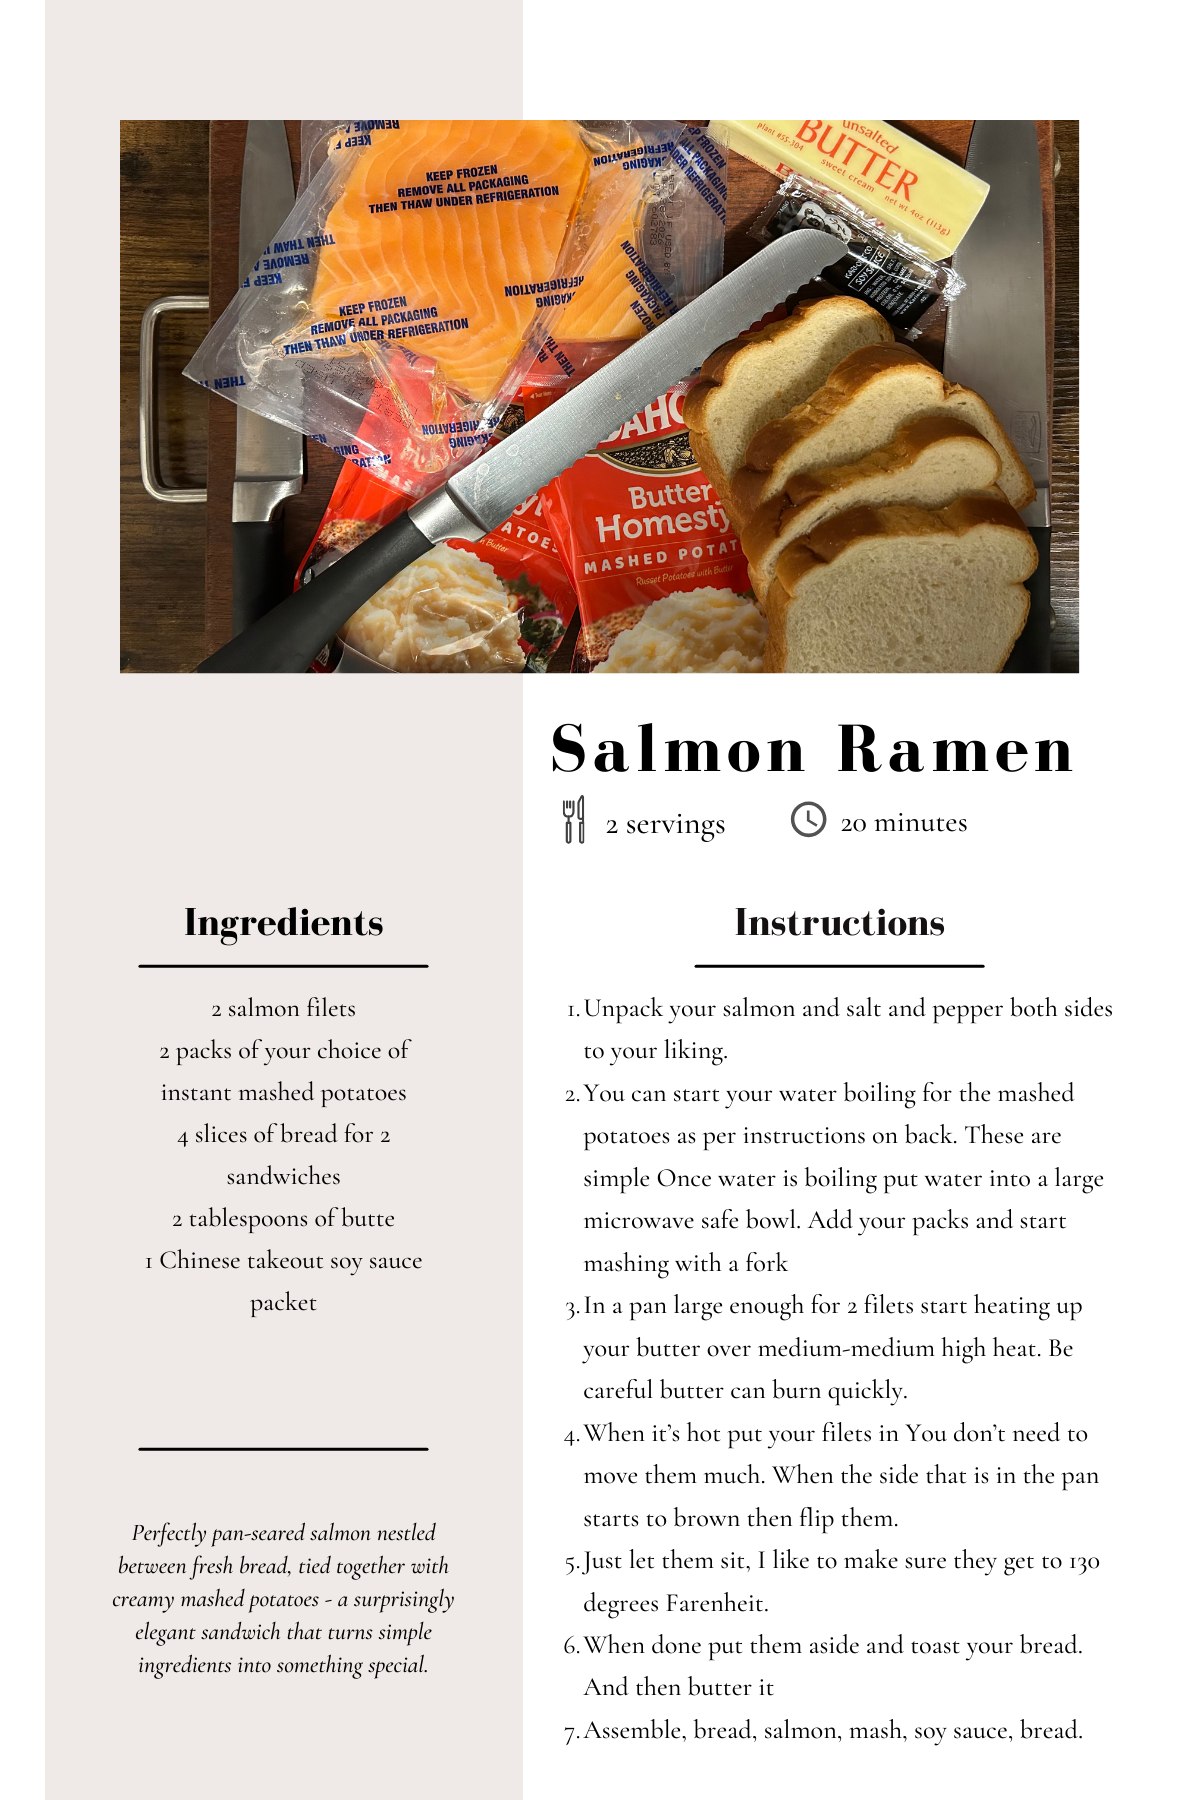 KEEP FROZEN
REMOVE ALL PACKAGING
THEN THAW UNDER REFRIGERATION
KEEP FROZEN
REMOVE ALL PACKAGING
THEN THAW UNDER REFRIGERATION
unsalted
BUTTER
sweet cream
plant #55-304
net wt 4oz (113g)
SOY SAUCE
Butter
Homesty
MASHED POTAT
Russet Potatoes with Butter
Salmon Ramen
2 servings
20 minutes
Ingredients
2 salmon filets
2 packs of your choice of
instant mashed potatoes
4 slices of bread for 2
sandwiches
2 tablespoons of butte
1 Chinese takeout soy sauce
packet
Perfectly pan-seared salmon nestled
between fresh bread, tied together with
creamy mashed potatoes - a surprisingly
elegant sandwich that turns simple
ingredients into something special.
Instructions
1. Unpack your salmon and salt and pepper both sides
to your liking.
2. You can start your water boiling for the mashed
potatoes as per instructions on back. These are
simple Once water is boiling put water into a large
microwave safe bowl. Add your packs and start
mashing with a fork
3. In a pan large enough for 2 filets start heating up
your butter over medium-medium high heat. Be
careful butter can burn quickly.
4. When it’s hot put your filets in You don’t need to
move them much. When the side that is in the pan
starts to brown then flip them.
5. Just let them sit, I like to make sure they get to 130
degrees Farenheit.
6. When done put them aside and toast your bread.
And then butter it
7. Assemble, bread, salmon, mash, soy sauce, bread.